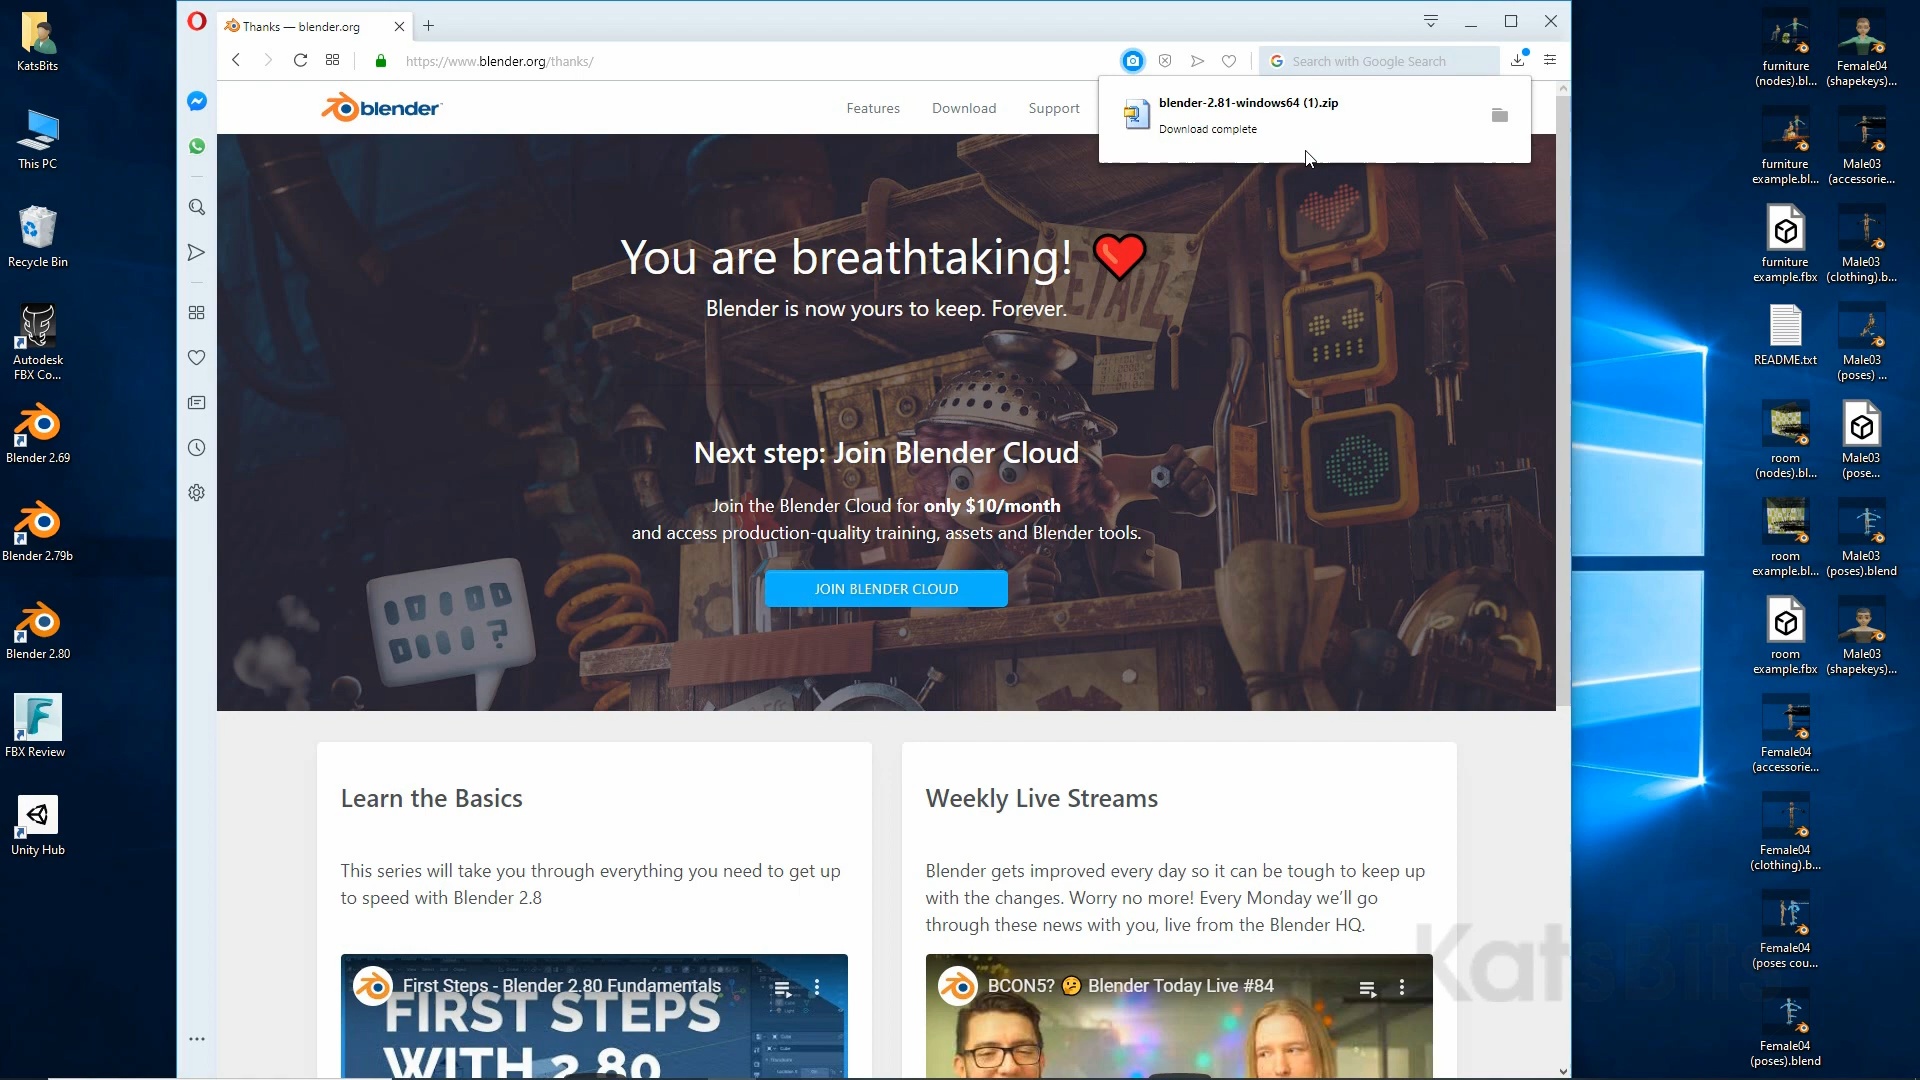 KatsBits
This PC
Recycle Bin
Autodesk
FBX Co...
Blender 2.69
Blender 2.79b
Blender 2.80
FBX Review
Unity Hub
Thanks — blender.org
https://www.blender.org/thanks/
Search with Google Search
blender
Features
Download
Support
blender-2.81-windows64 (1).zip
Download complete
You are breathtaking!
Blender is now yours to keep. Forever.
Next step: Join Blender Cloud
Join the Blender Cloud for only $10/month
and access production-quality training, assets and Blender tools.
JOIN BLENDER CLOUD
Learn the Basics
This series will take you through everything you need to get up
to speed with Blender 2.8
First Steps - Blender 2.80 Fundamentals
FIRST STEPS
WITH 2.80
Weekly Live Streams
Blender gets improved every day so it can be tough to keep up
with the changes. Worry no more! Every Monday we’ll go
through these news with you, live from the Blender HQ.
BCON5? 🤔 Blender Today Live #84
KatsBits
furniture
(nodes).bl...
furniture
example.bl...
furniture
example.fbx
README.txt
room
(nodes).bl...
room
example.bl...
room
example.fbx
Female04
(accessorie...
Female04
(clothing).b...
Female04
(poses cou...
Female04
(poses).blend
Female04
(shapekeys)...
Male03
(accessorie...
Male03
(clothing).b...
Male03
(poses) ...
Male03
(pose...
Male03
(poses).blend
Male03
(shapekeys)...